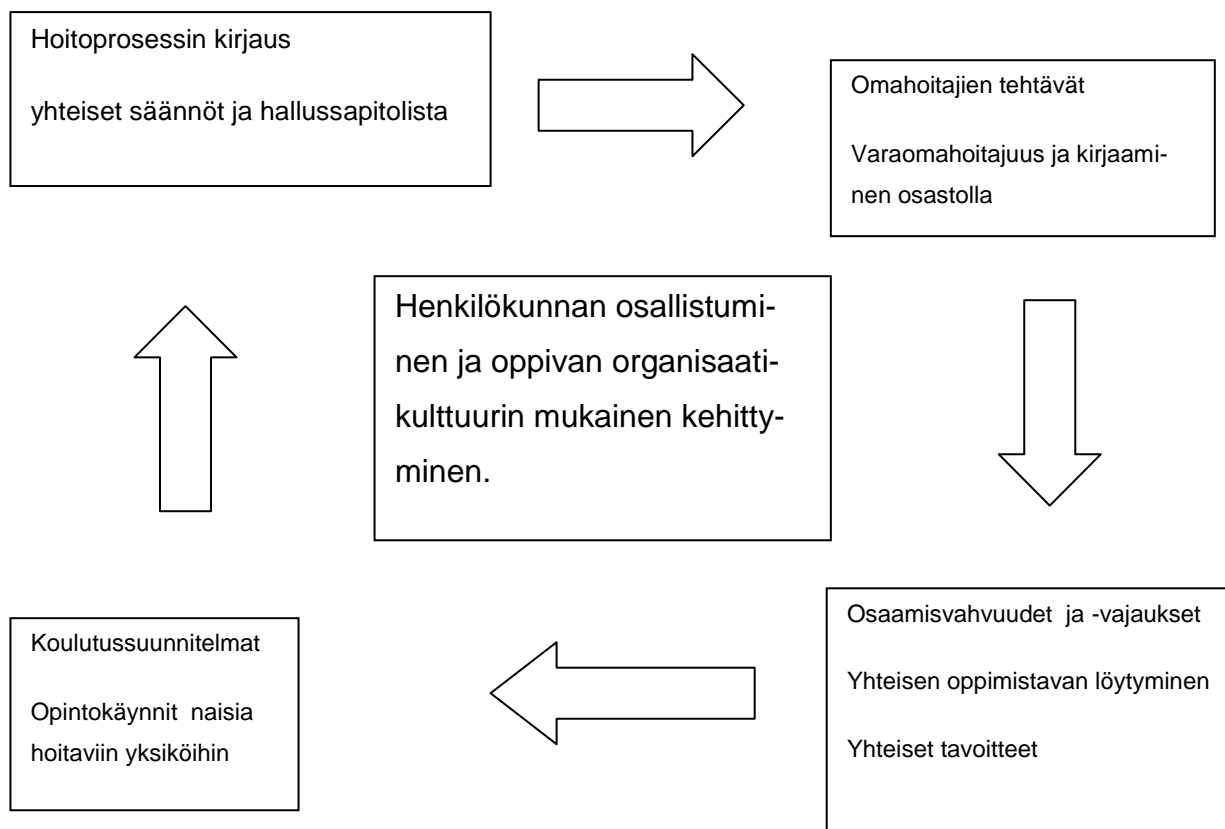 Hoitoprosessin kirjaus
yhteiset säännöt ja hallussapitolista
Omahoitajien tehtävät
Varaomahoitajuus ja kirjaami-
nen osastolla
Henkilökunnan osallistumi-
nen ja oppivan organisaati-
kulttuurin mukainen kehitty-
minen.
Osaamisvahvuudet ja -vajaukset
Yhteisen oppimistavan löytyminen
Yhteiset tavoitteet
Koulutussuunnitelmat
Opintokäynnit naisia
hoitaviin yksiköihin